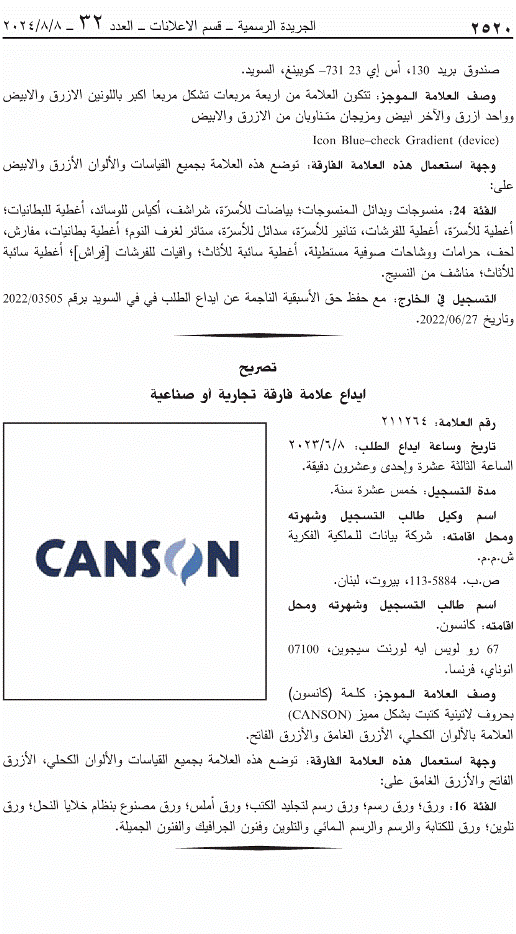 ٢٥٢٠ الجريدة الرسمية ــ قسم الاعلانات ــ العدد ٣٢ ــ ٢٠٢٤/٨/٨
صندوق بريد 130، أس إي 23 731– كوبينغ، السويد.
وصف العلامة الموجز: تتكون العلامة من اربعة مربعات تشكل مربعا اكبر باللونين الازرق والابيض
وواحد ازرق والآخر ابيض ومزيجان متناوبان من الازرق والابيض
Icon Blue–check Gradient (device)
وجهة استعمال هذه العلامة الفارقة: توضع هذه العلامة بجميع القياسات والألوان الأزرق والابيض
على:
الفئة 24: منسوجات وبدائل المنسوجات؛ بياضات للأسرّة، شراشف، أكياس للوسائد، أغطية للبطانيات؛
أغطية للأسرّة، أغطية للفرشات، تنانير للأسرّة، سدائل للأسرّة، ستائر لغرف النوم؛ أغطية بطانيات، مفارش،
لحف، حرامات ووشاحات صوفية مستطيلة، أغطية سائبة للأثاث؛ واقيات للفرشات [فِراش]؛ أغطية سائبة
للأثاث؛ مناشف من النسيج.
التسجيل في الخارج: مع حفظ حق الأسبقية الناجمة عن ايداع الطلب في في السويد برقم 2022/03505
وتاريخ 2022/06/27.
تصريح
ايداع علامة فارقة تجارية أو صناعية
رقم العلامة: ٢١١٢٦٤
تاريخ وساعة ايداع الطلب: ٢٠٢٣/٦/٨
الساعة الثالثة عشرة وإحدى وعشرون دقيقة.
مدة التسجيل: خمس عشرة سنة.
اسم وكيل طالب التسجيل وشهرته
ومحل اقامته: شركة بيانات للملكية الفكرية
ش.م.م.
ص.ب. 5884-113، بيروت، لبنان.
اسم طالب التسجيل وشهرته ومحل
اقامته: كانسون.
67 رو لويس ايه لورنت سيجوين، 07100
انوناي، فرنسا.
وصف العلامة الموجز: كلمة (كانسون)
بحروف لاتينية كتبت بشكل مميز (CANSON)
العلامة بالألوان الكحلي، الأزرق الغامق والأزرق الفاتح.
CANSON
وجهة استعمال هذه العلامة الفارقة: توضع هذه العلامة بجميع القياسات والألوان الكحلي، الأزرق
الفاتح والأزرق الغامق على:
الفئة 16: ورق؛ ورق رسم؛ ورق رسم لتجليد الكتب؛ ورق أملس؛ ورق مصنوع بنظام خلايا النحل؛ ورق
تلوين؛ ورق للكتابة والرسم والرسم المائي والتلوين وفنون الجرافيك والفنون الجميلة.